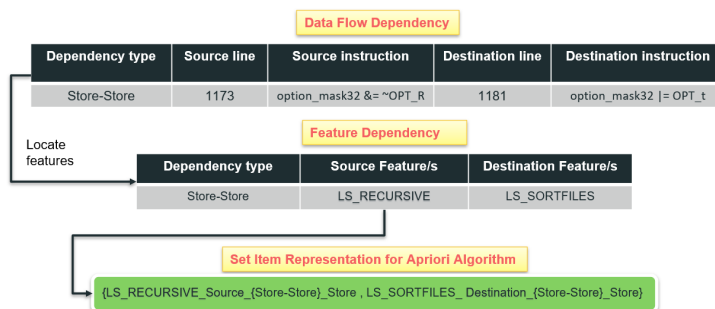 Data Flow Dependency
Dependency type Source line Source instruction Destination line Destination instruction
Store-Store 1173 option_mask32 &= ~OPT_R 1181 option_mask32 |= OPT_t
Locate
features
Feature Dependency
Dependency type Source Feature/s Destination Feature/s
Store-Store LS_RECURSIVE LS_SORTFILES
Set Item Representation for Apriori Algorithm
{LS_RECURSIVE_Source_{Store-Store}_Store , LS_SORTFILES_ Destination_{Store-Store}_Store}